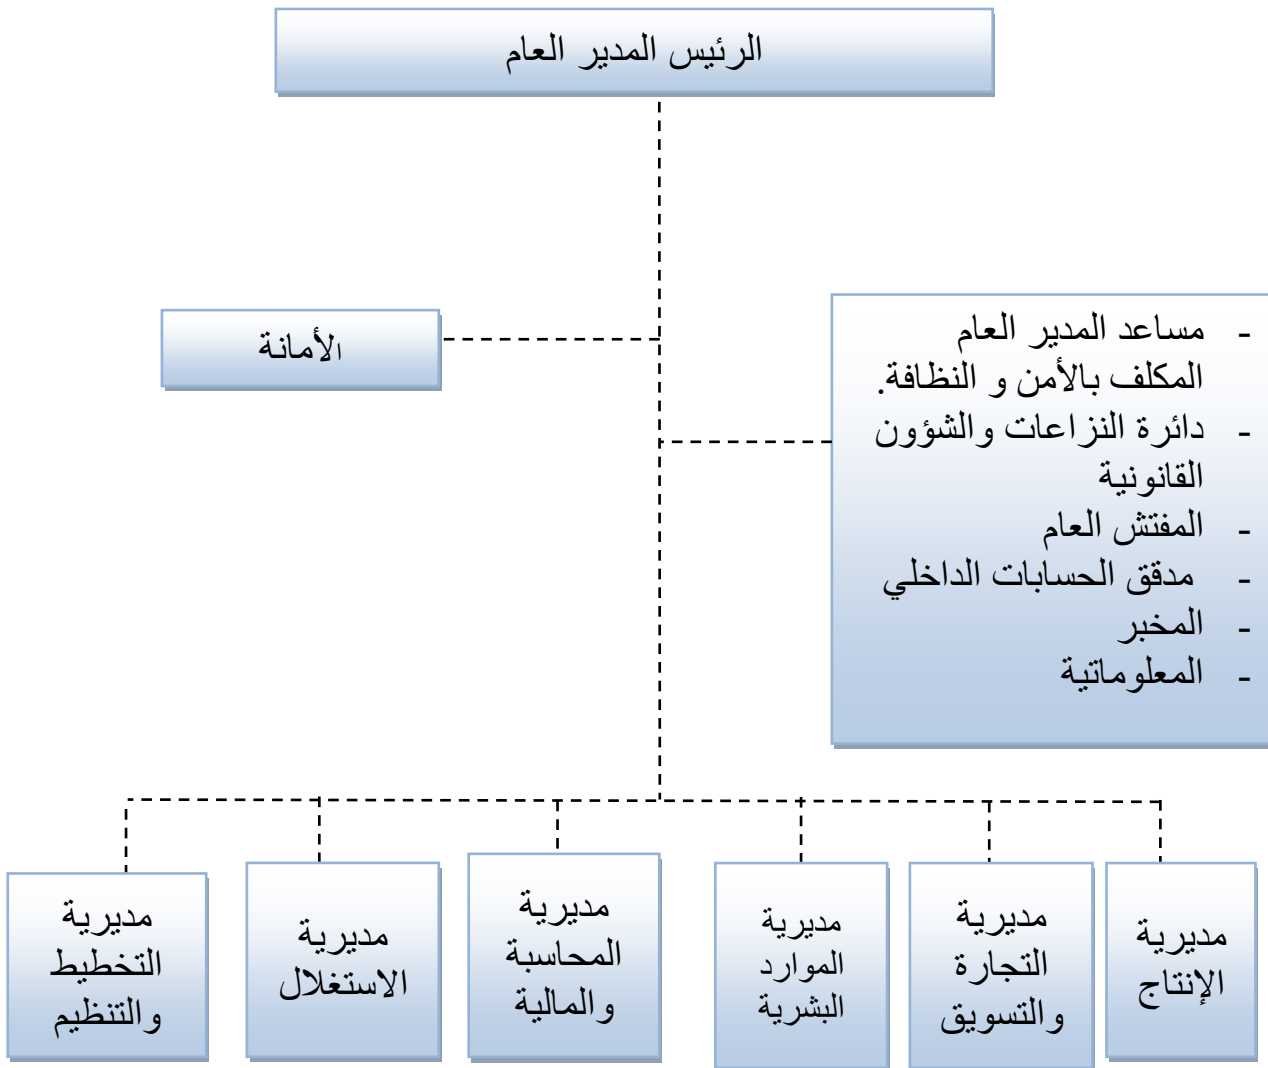 الرئيس المدير العام
الأمانة
- مساعد المدير العام
المكلف بالأمن و النظافة.
- دائرة النزاعات والشؤون
القانونية
- المفتش العام
- مدقق الحسابات الداخلي
- المخبر
- المعلوماتية
مديرية
الإنتاج
مديرية
التجارة
والتسويق
مديرية
الموارد
البشرية
مديرية
المحاسبة
والمالية
مديرية
الاستغلال
مديرية
التخطيط
والتنظيم